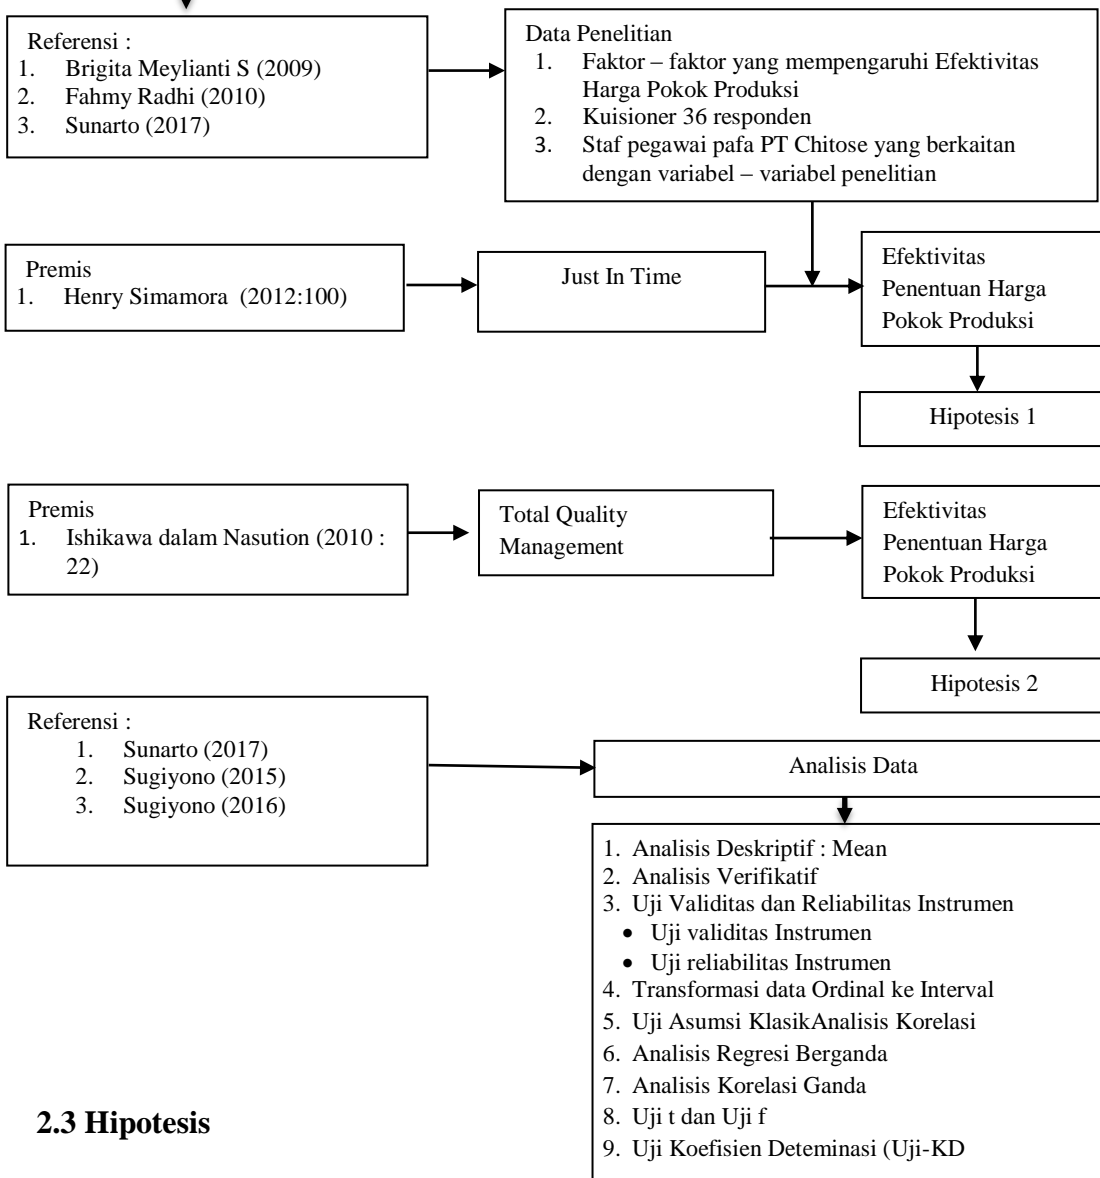 Referensi :
1. Brigita Meylianti S (2009)
2. Fahmy Radhi (2010)
3. Sunarto (2017)
Data Penelitian
1. Faktor – faktor yang mempengaruhi Efektivitas
Harga Pokok Produksi
2. Kuisioner 36 responden
3. Staf pegawai pafa PT Chitose yang berkaitan
dengan variabel – variabel penelitian
Premis
1. Henry Simamora (2012:100)
Just In Time
Efektivitas
Penentuan Harga
Pokok Produksi
Hipotesis 1
Premis
1. Ishikawa dalam Nasution (2010 :
22)
Total Quality
Management
Efektivitas
Penentuan Harga
Pokok Produksi
Hipotesis 2
Referensi :
1. Sunarto (2017)
2. Sugiyono (2015)
3. Sugiyono (2016)
Analisis Data
1. Analisis Deskriptif : Mean
2. Analisis Verifikatif
3. Uji Validitas dan Reliabilitas Instrumen
• Uji validitas Instrumen
• Uji reliabilitas Instrumen
4. Transformasi data Ordinal ke Interval
5. Uji Asumsi KlasikAnalisis Korelasi
6. Analisis Regresi Berganda
7. Analisis Korelasi Ganda
8. Uji t dan Uji f
9. Uji Koefisien Deteminasi (Uji-KD
2.3 Hipotesis